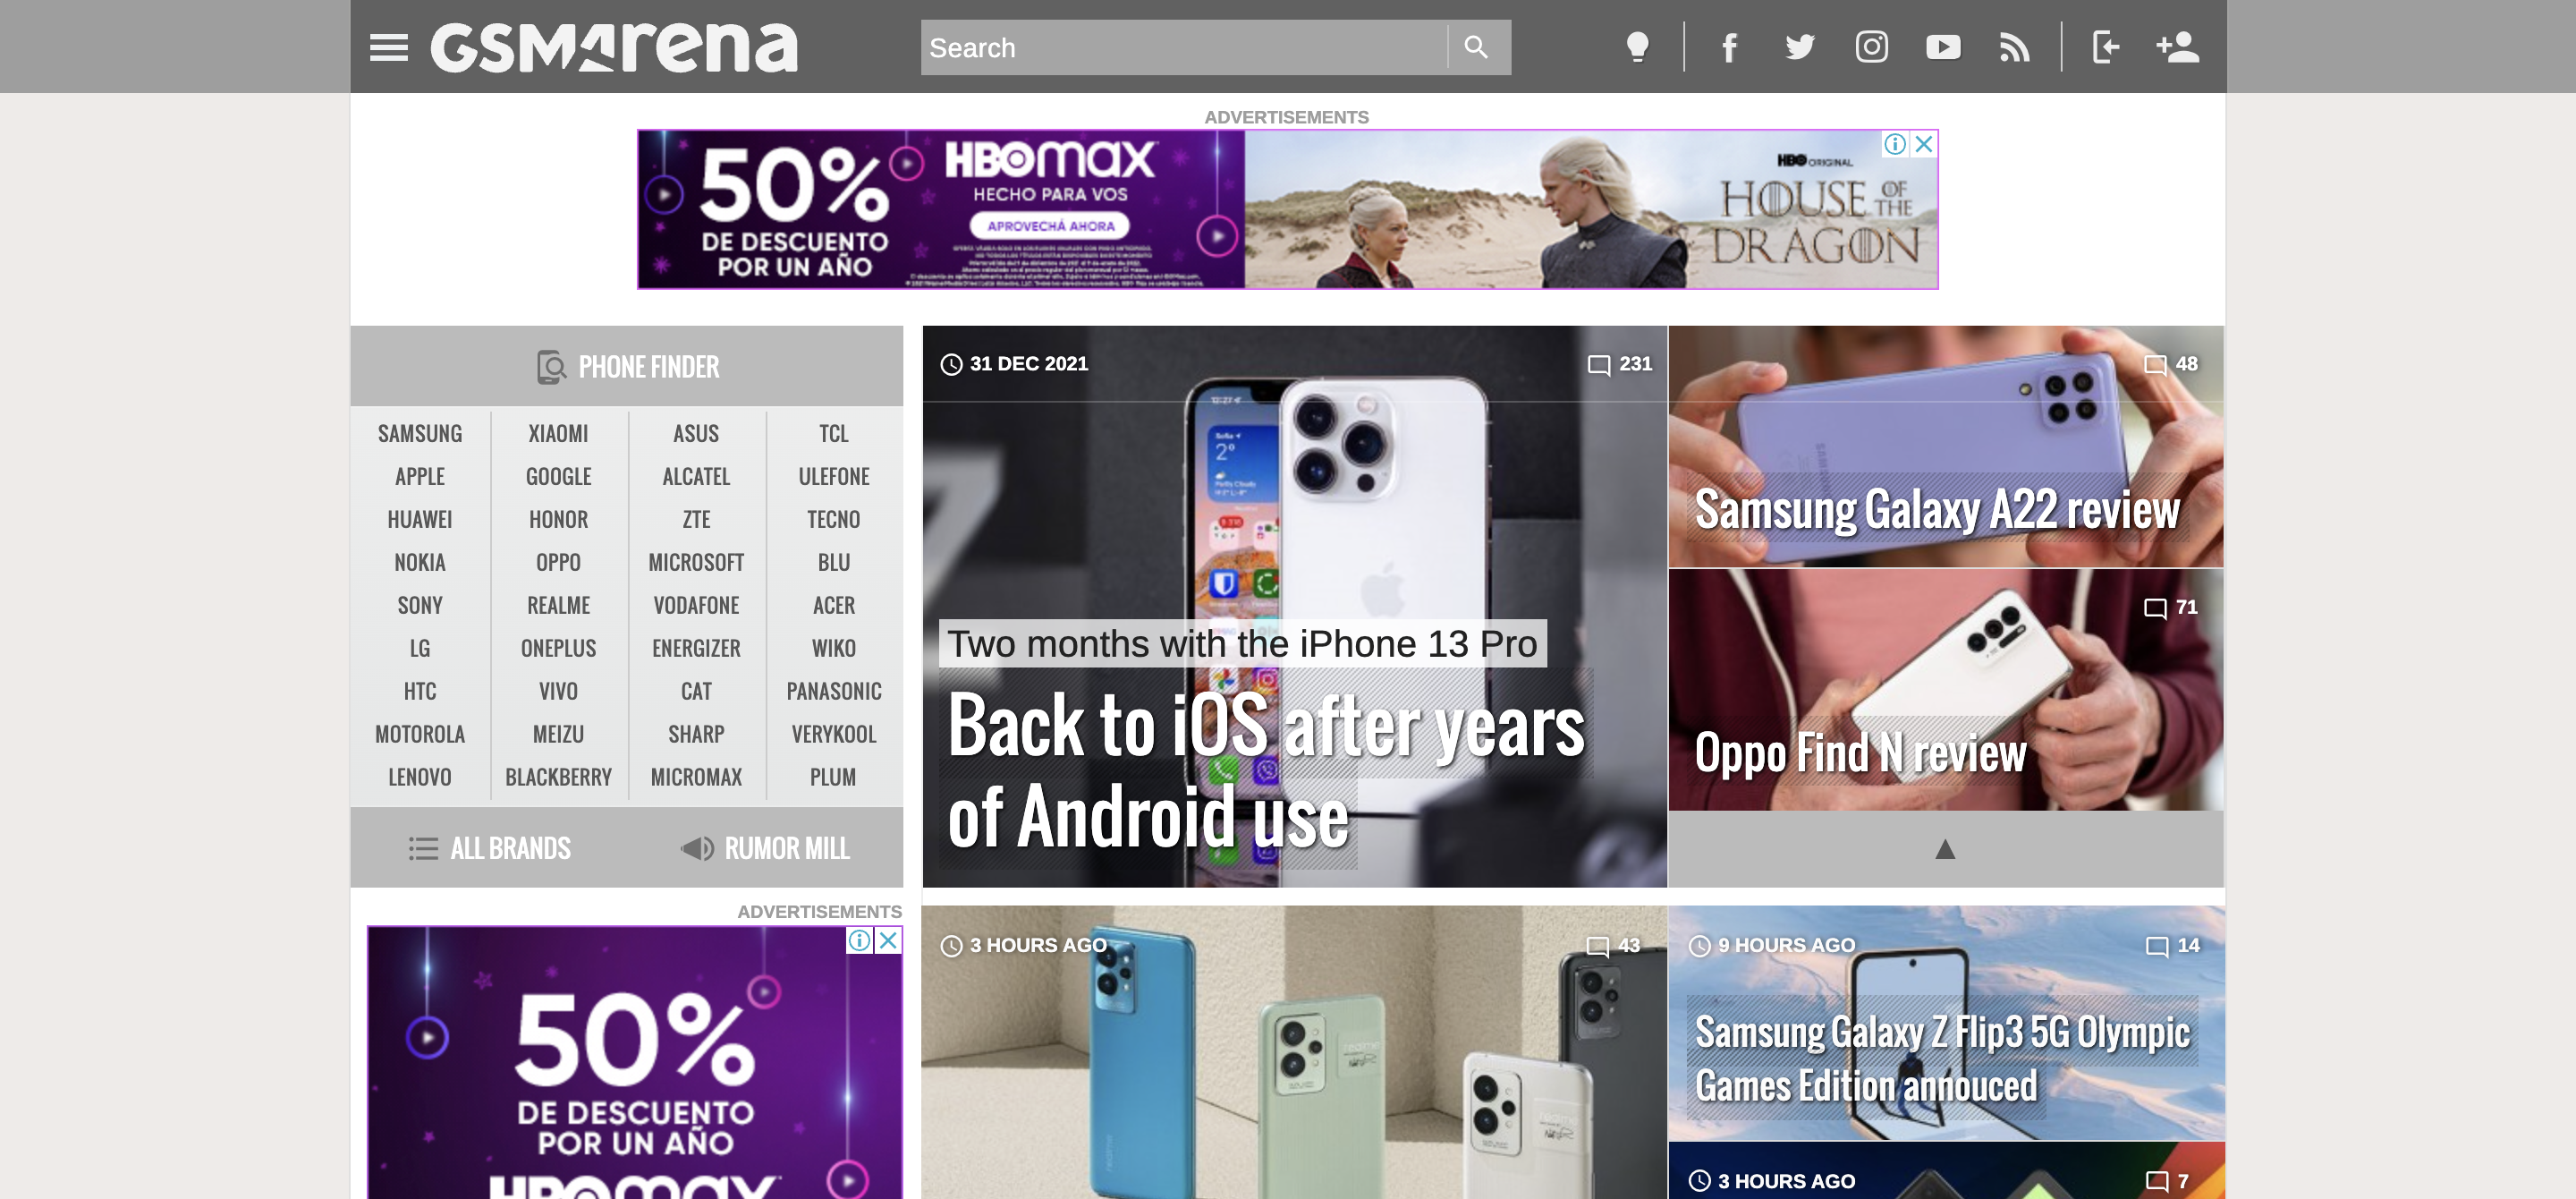 GSMArena
Search
ADVERTISEMENTS
50%
DE DESCUENTO
POR UN AÑO
HBOMAX
HECHO PARA VOS
APROVECHÁ AHORA
HBO ORIGINAL
HOUSE OF
THE
DRAGON
PHONE FINDER
SAMSUNG XIAOMI ASUS TCL
APPLE GOOGLE ALCATEL ULEFONE
HUAWEI HONOR ZTE TECNO
NOKIA OPPO MICROSOFT BLU
SONY REALME VODAFONE ACER
LG ONEPLUS ENERGIZER WIKO
HTC VIVO CAT PANASONIC
MOTOROLA MEIZU SHARP VERYKOOL
LENOVO BLACKBERRY MICROMAX PLUM
ALL BRANDS RUMOR MILL
31 DEC 2021 231
12:27
2°
Two months with the iPhone 13 Pro
Back to iOS after years
of Android use
48
Samsung Galaxy A22 review
71
Oppo Find N review
ADVERTISEMENTS
50%
DE DESCUENTO
POR UN AÑO
HBOMAX
3 HOURS AGO 43
realme
realme
realme
9 HOURS AGO 14
Samsung Galaxy Z Flip3 5G Olympic
Games Edition annouced
3 HOURS AGO 7